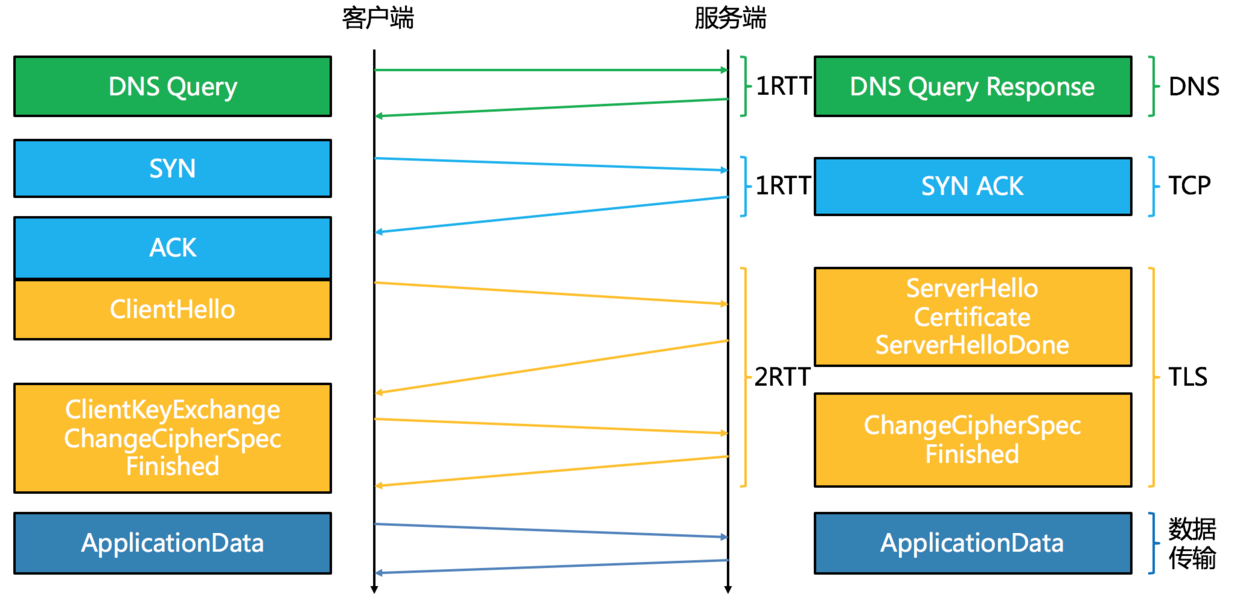 客户端
服务端
DNS Query
1RTT
DNS Query Response
DNS
SYN
1RTT
SYN ACK
TCP
ACK
ClientHello
ServerHello
Certificate
ServerHelloDone
2RTT
TLS
ClientKeyExchange
ChangeCipherSpec
Finished
ChangeCipherSpec
Finished
ApplicationData
ApplicationData
数据
传输